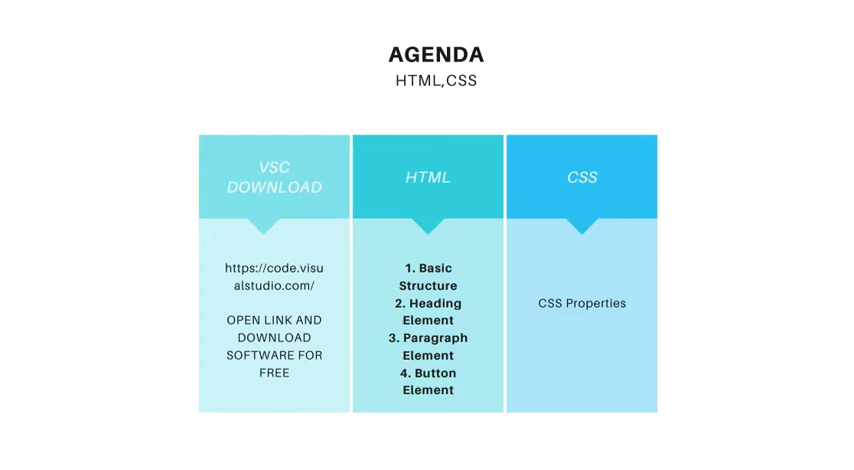 AGENDA
HTML,CSS
VSC
DOWNLOAD
https://code.visu
alstudio.com/
OPEN LINK AND
DOWNLOAD
SOFTWARE FOR
FREE
HTML
1. Basic
Structure
2. Heading
Element
3. Paragraph
Element
4. Button
Element
CSS
CSS Properties